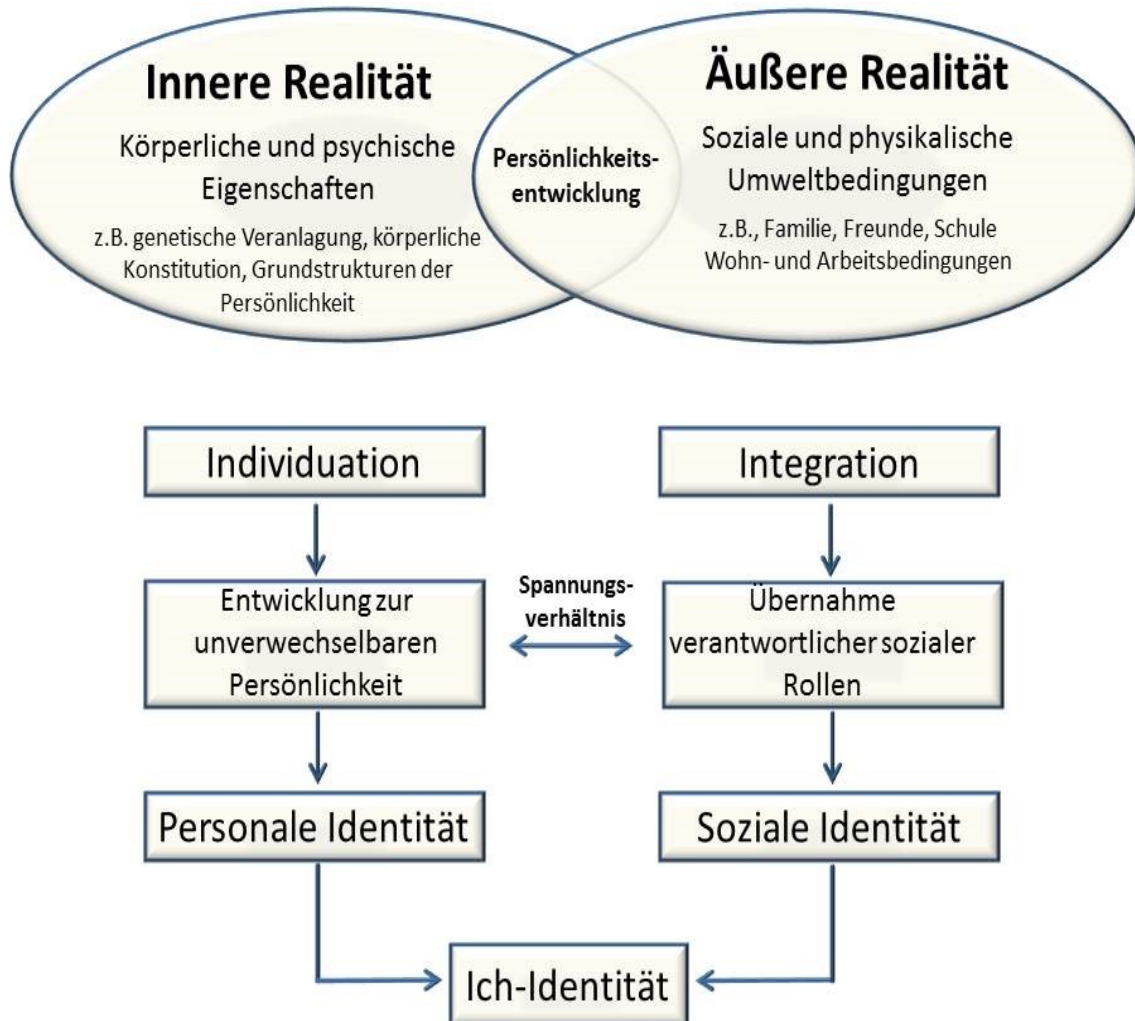 Innere Realität
Körperliche und psychische
Eigenschaften
z.B. genetische Veranlagung, körperliche
Konstitution, Grundstrukturen der
Persönlichkeit
Persönlichkeits-
entwicklung
Äußere Realität
Soziale und physikalische
Umweltbedingungen
z.B., Familie, Freunde, Schule
Wohn- und Arbeitsbedingungen
Individuation
Integration
Entwicklung zur
unverwechselbaren
Persönlichkeit
Spannungs-
verhältnis
Übernahme
verantwortlicher sozialer
Rollen
Personale Identität
Soziale Identität
Ich-Identität